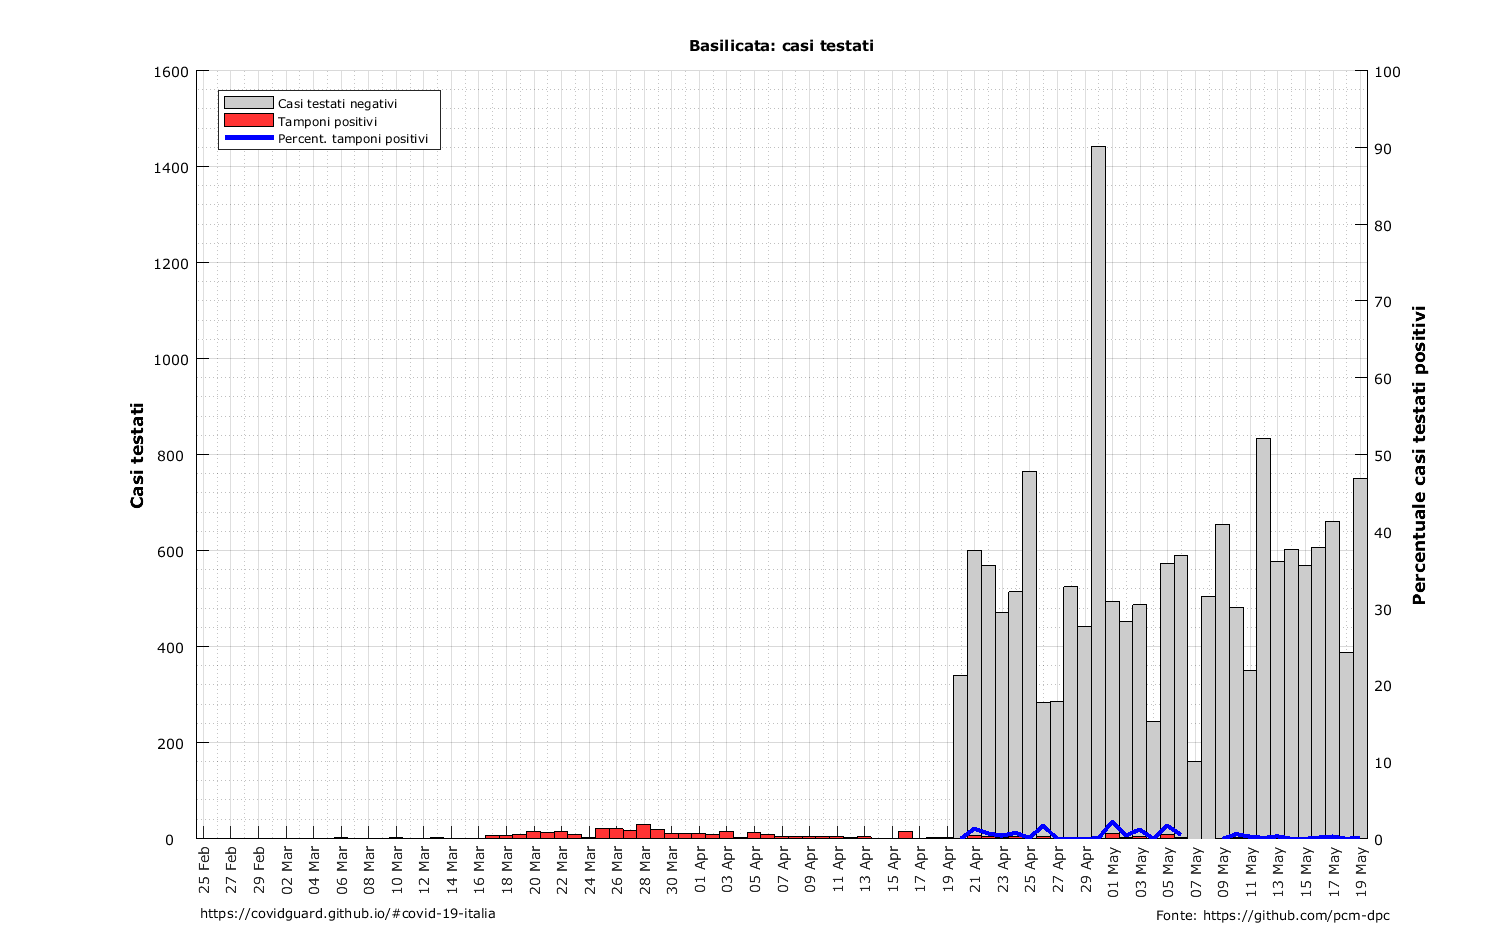 Basilicata: casi testati
Casi testati negativi
Tamponi positivi
Percent. tamponi positivi
Casi testati
1600
1400
1200
1000
800
600
400
200
0
100
90
80
70
60
50
40
30
20
10
0
Percentuale casi testati positivi
25 Feb
27 Feb
29 Feb
02 Mar
04 Mar
06 Mar
08 Mar
10 Mar
12 Mar
14 Mar
16 Mar
18 Mar
20 Mar
22 Mar
24 Mar
26 Mar
28 Mar
30 Mar
01 Apr
03 Apr
05 Apr
07 Apr
09 Apr
11 Apr
13 Apr
15 Apr
17 Apr
19 Apr
21 Apr
23 Apr
25 Apr
27 Apr
29 Apr
01 May
03 May
05 May
07 May
09 May
11 May
13 May
15 May
17 May
19 May
https://covidguard.github.io/#covid-19-italia
Fonte: https://github.com/pcm-dpc